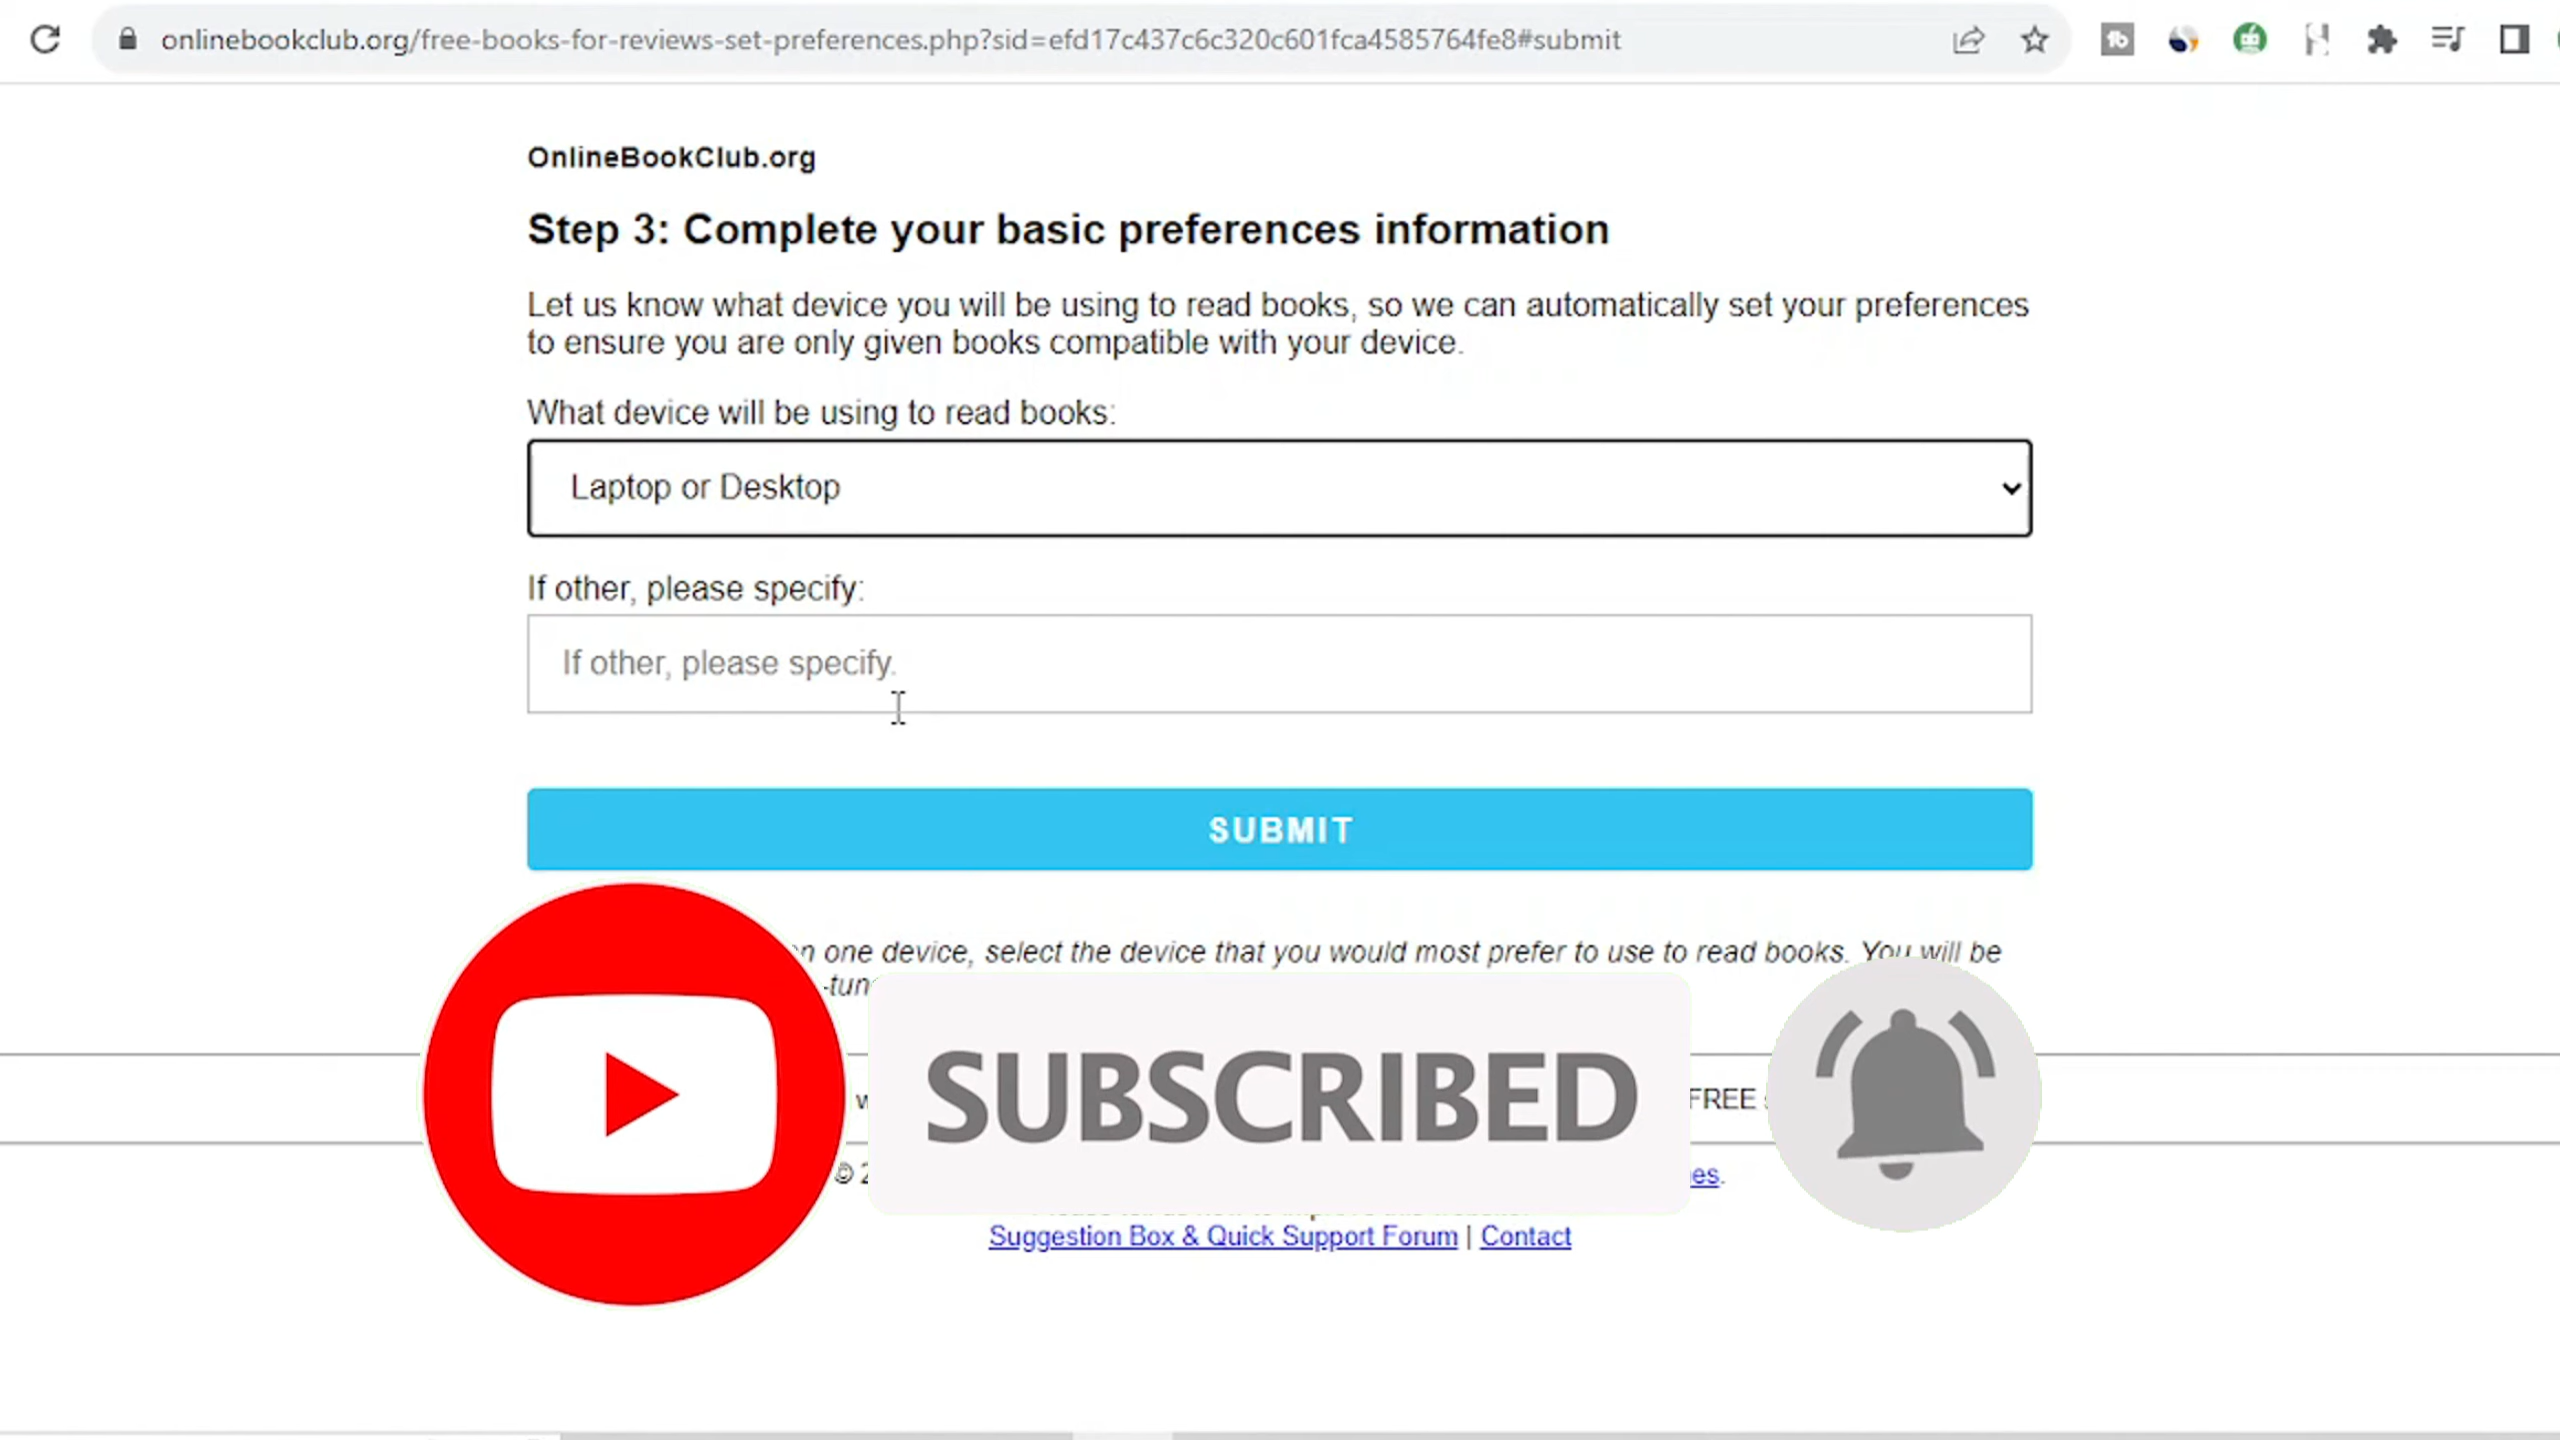 onlinebookclub.org/free-books-for-reviews-set-preferences.php?sid=efd17c437c6c320c601fca4585764fe8#submit
OnlineBookClub.org
Step 3: Complete your basic preferences information
Let us know what device you will be using to read books, so we can automatically set your preferences
to ensure you are only given books compatible with your device.
What device will be using to read books:
Laptop or Desktop
If other, please specify:
If other, please specify.
SUBMIT
one device, select the device that you would most prefer to use to read books. You will be
SUBSCRIBED
FREE
©
Suggestion Box & Quick Support Forum | Contact